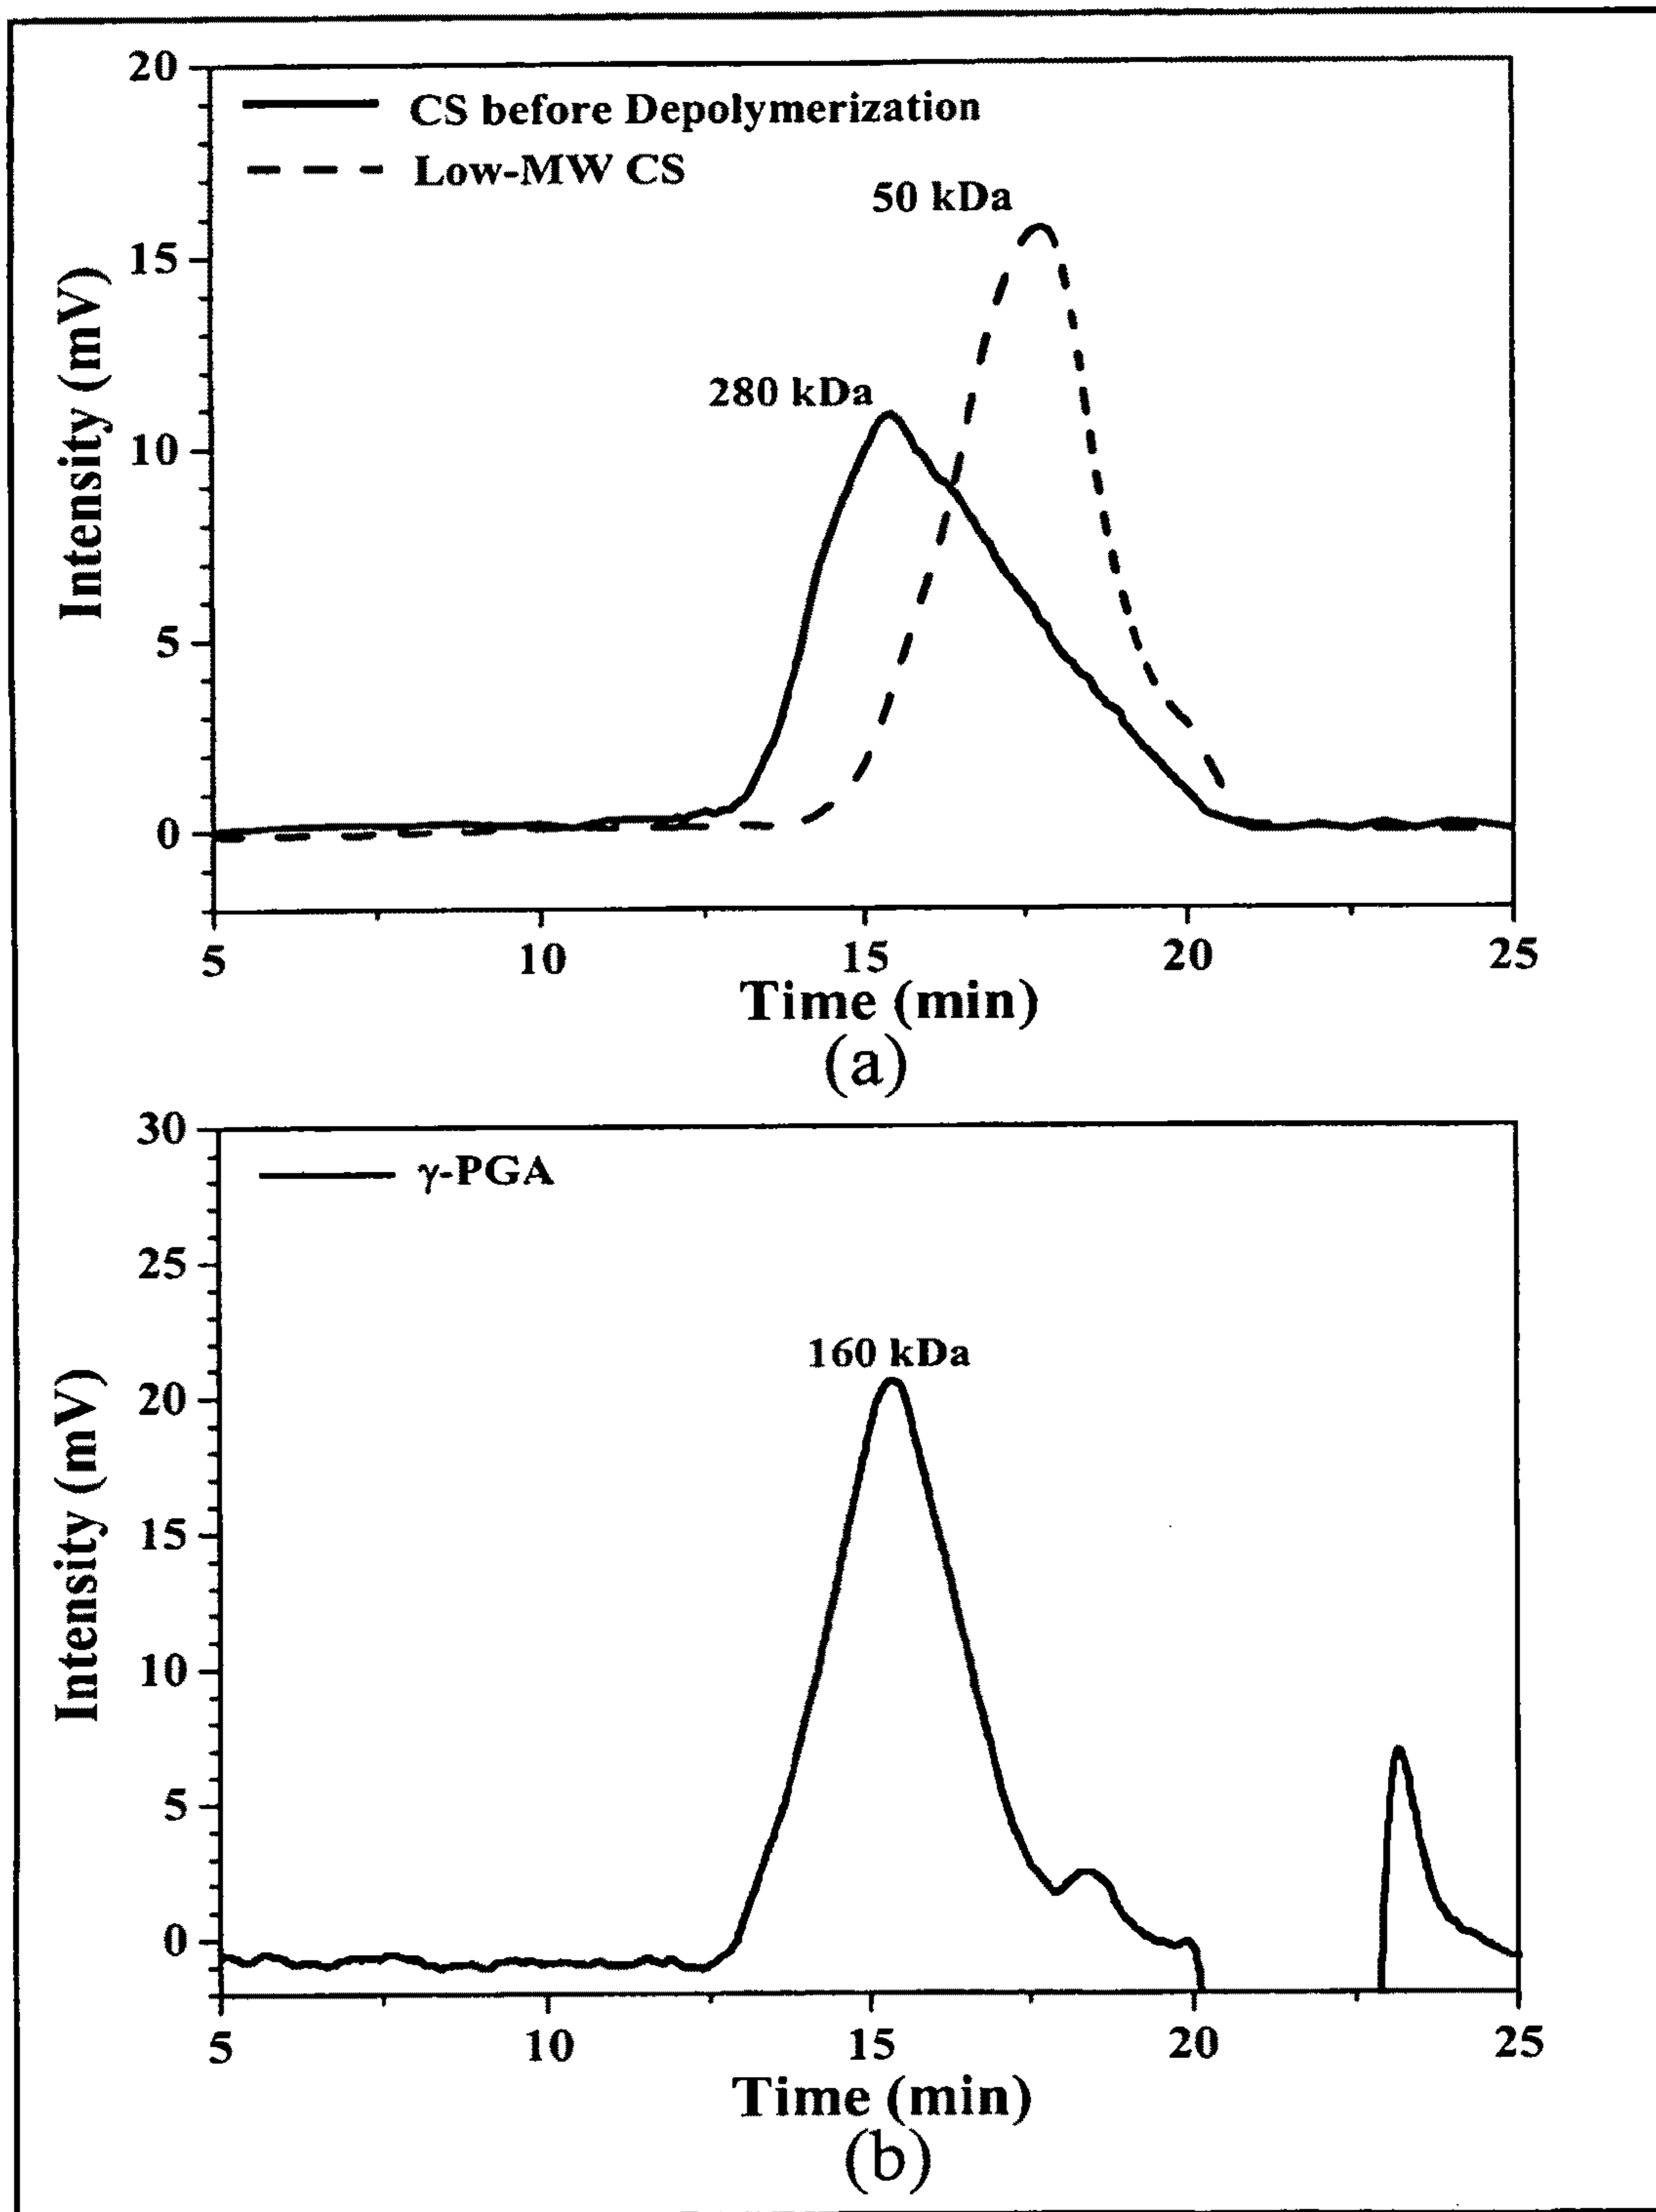 20
CS before Depolymerization
Low-MW CS
50 kDa
15
280 kDa
10
5
0
Intensity (mV)
5 10 15 20 25
Time (min)
(a)
30
γ-PGA
25
160 kDa
20
15
10
5
0
Intensity (mV)
5 10 15 20 25
Time (min)
(b)